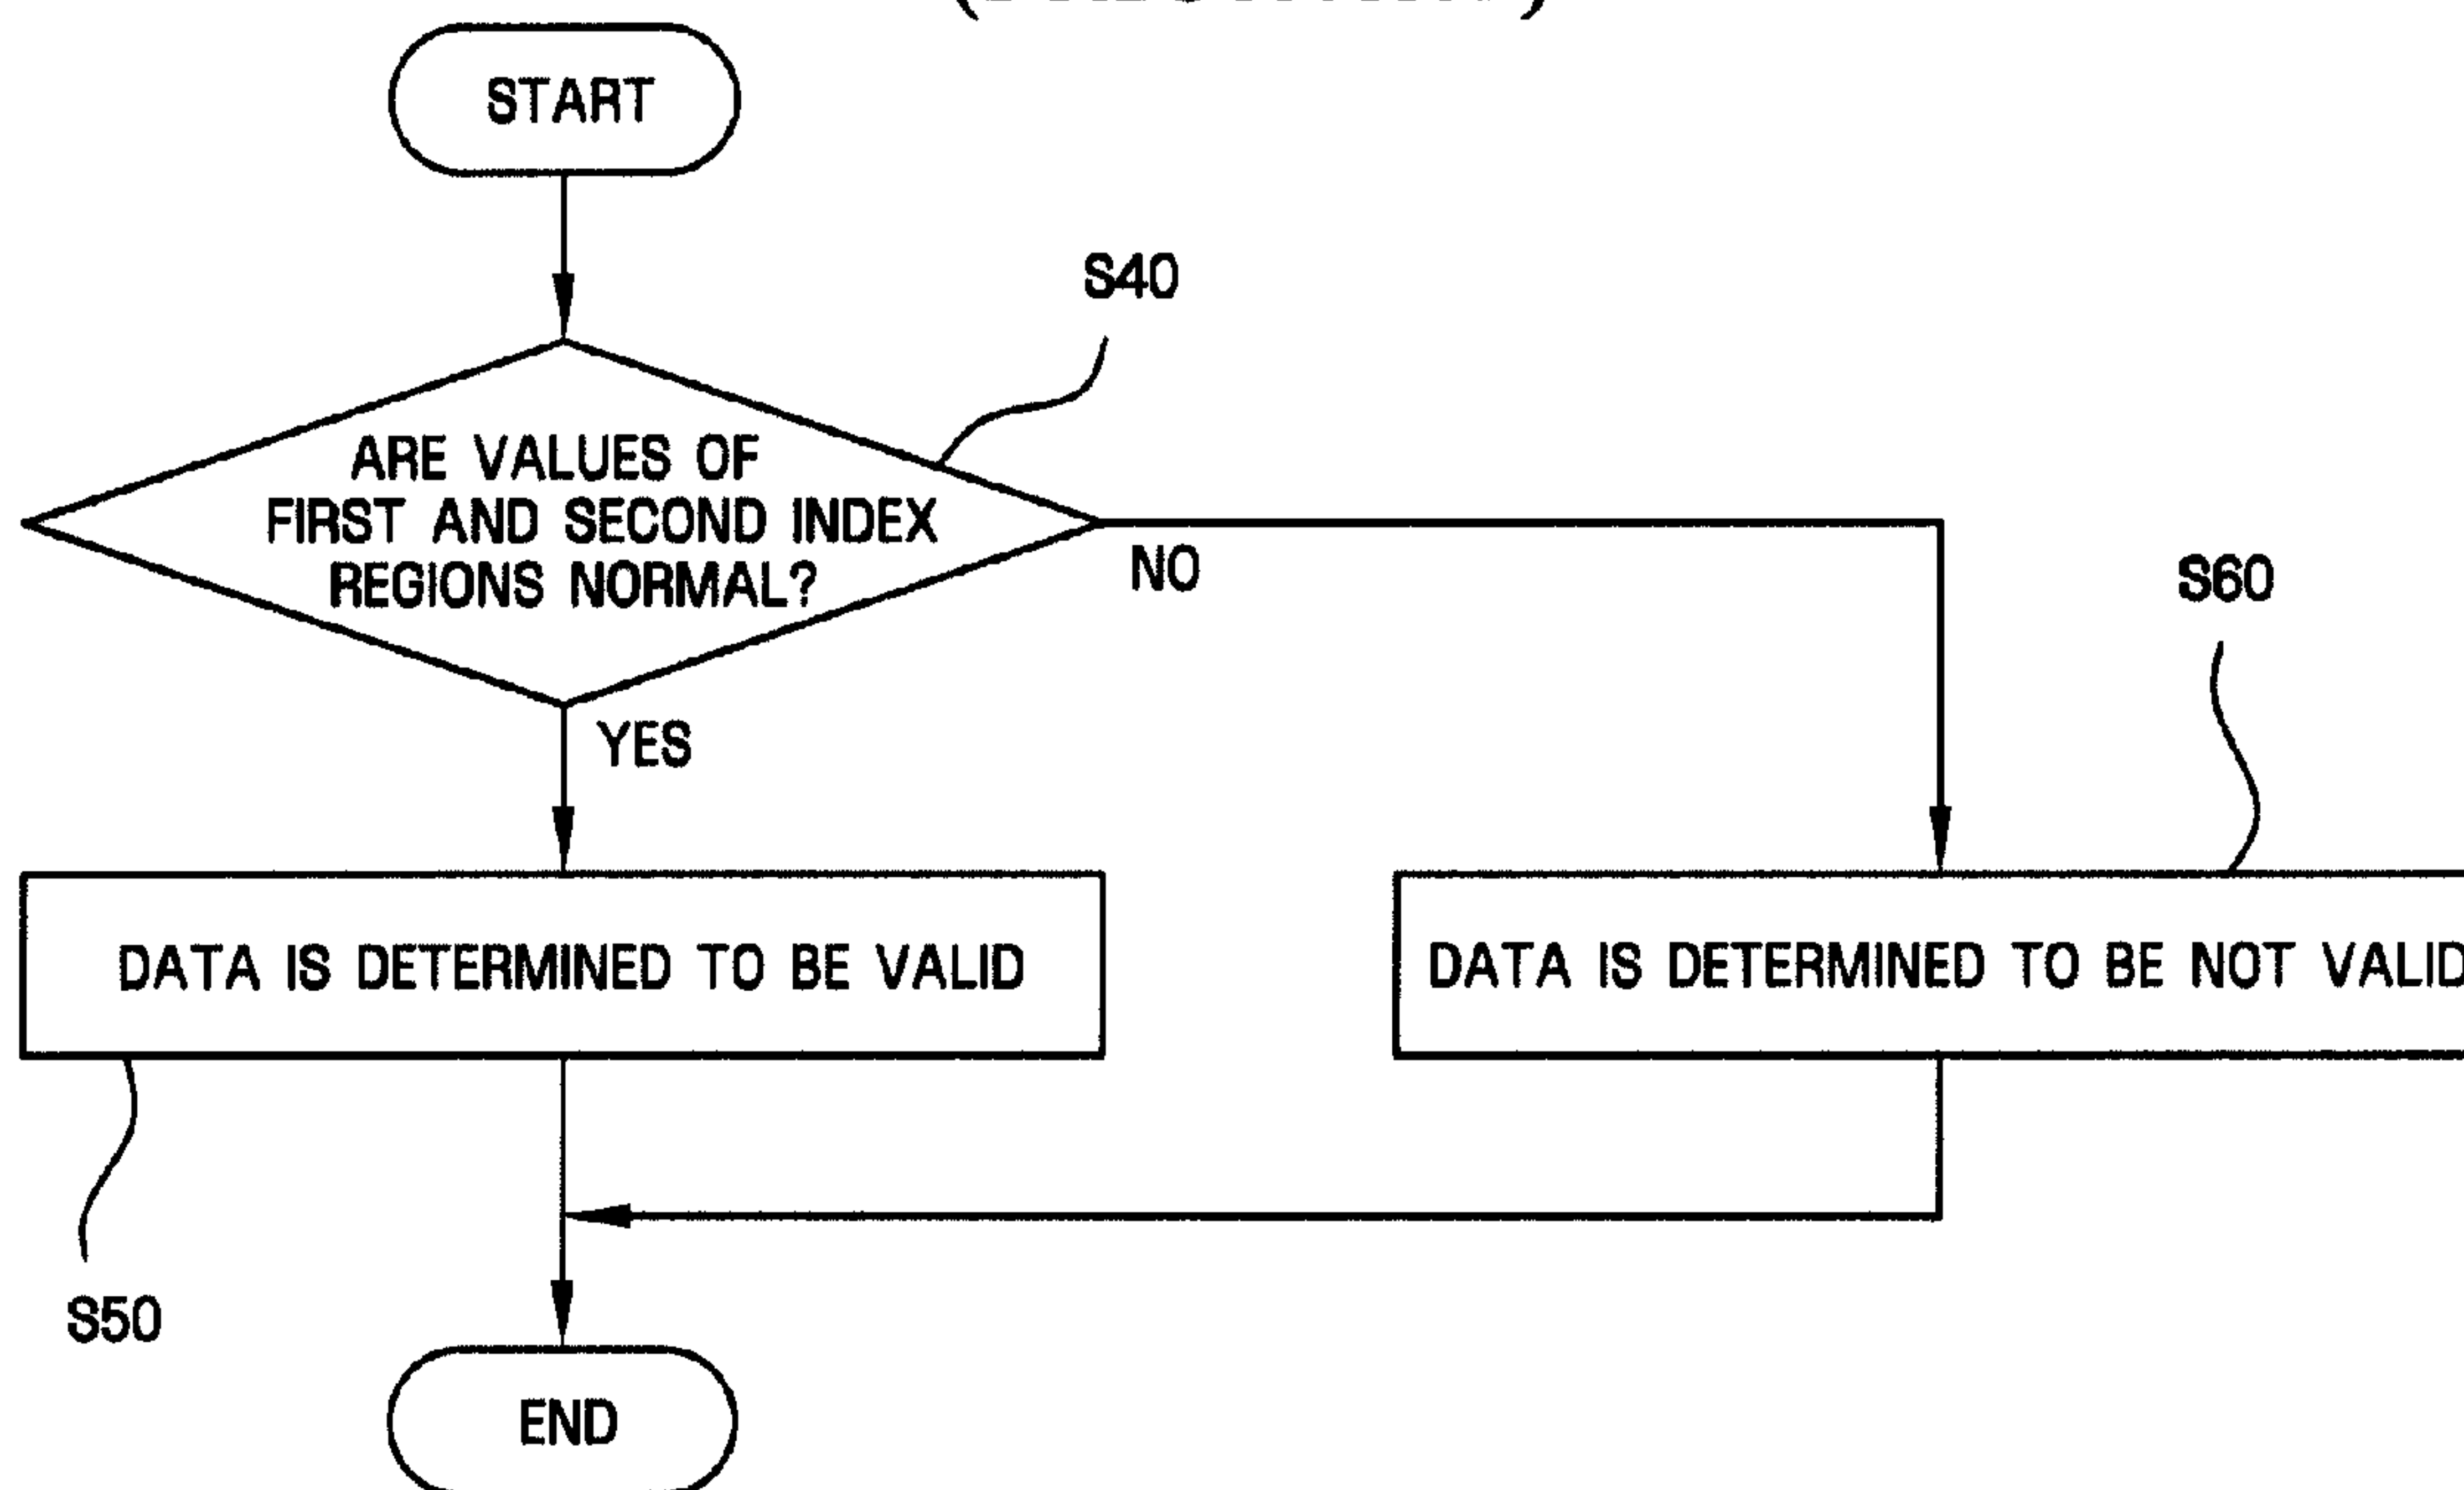 START
S40
ARE VALUES OF
FIRST AND SECOND INDEX
REGIONS NORMAL?
NO
S60
YES
DATA IS DETERMINED TO BE VALID
DATA IS DETERMINED TO BE NOT VALID
S50
END